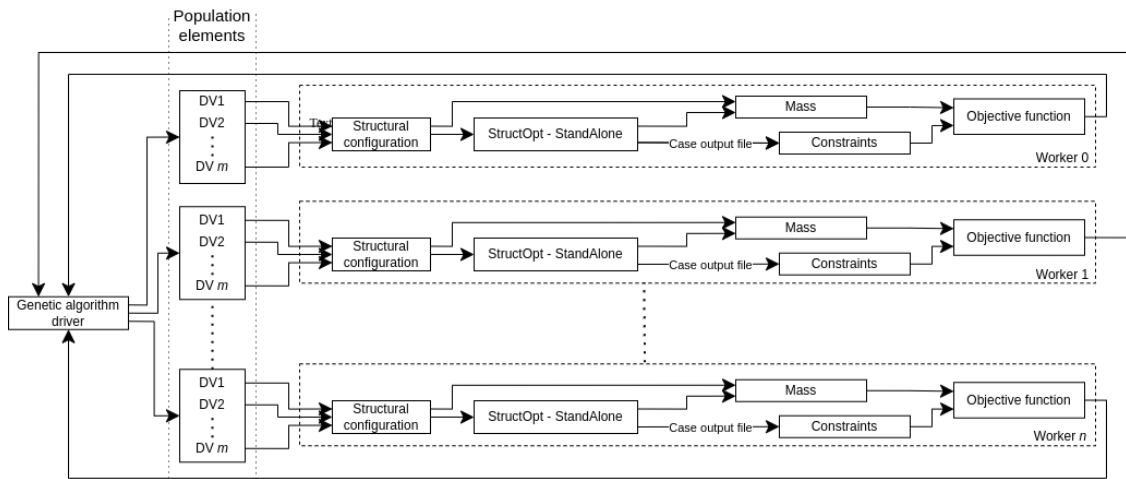 Population
elements
DV1
DV2
DV m
Text
Structural
configuration
StructOpt - StandAlone
Mass
Case output file
Constraints
Objective function
Worker 0
DV1
DV2
DV m
Structural
configuration
StructOpt - StandAlone
Mass
Case output file
Constraints
Objective function
Worker 1
Genetic algorithm
driver
DV1
DV2
DV m
Structural
configuration
StructOpt - StandAlone
Mass
Case output file
Constraints
Objective function
Worker n